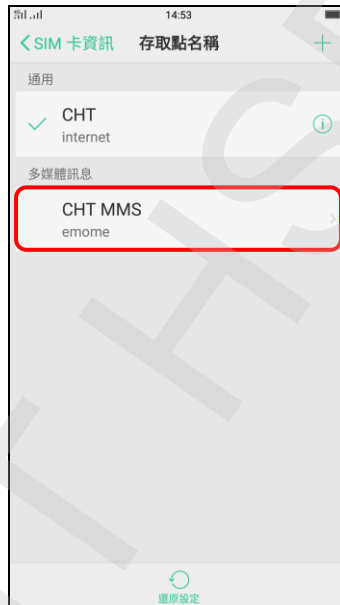 14:53
SIM 卡資訊
存取點名稱
通用
CHT
internet
多媒體訊息
CHT MMS
emome
還原設定